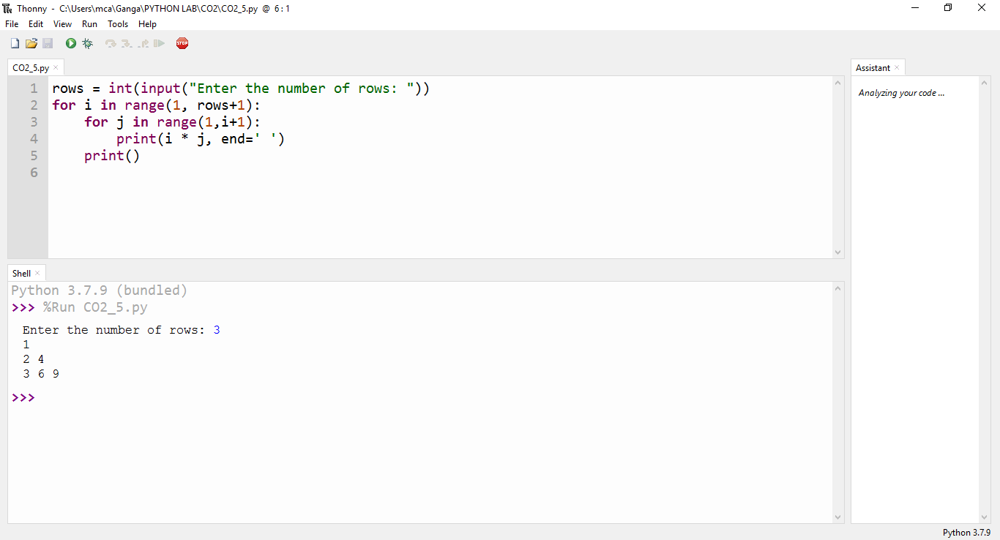 Thonny - C:\Users\mca\Ganga\PYTHON LAB\CO2\CO2_5.py @ 6:1
File Edit View Run Tools Help
STOP
CO2_5.py ×
Assistant ×
1 rows = int(input("Enter the number of rows: "))
2 for i in range(1, rows+1):
3     for j in range(1,i+1):
4         print(i * j, end=' ')
5     print()
6
Analyzing your code ...
Shell ×
Python 3.7.9 (bundled)
>>> %Run CO2_5.py
Enter the number of rows: 3
1
2 4
3 6 9
>>>
Python 3.7.9